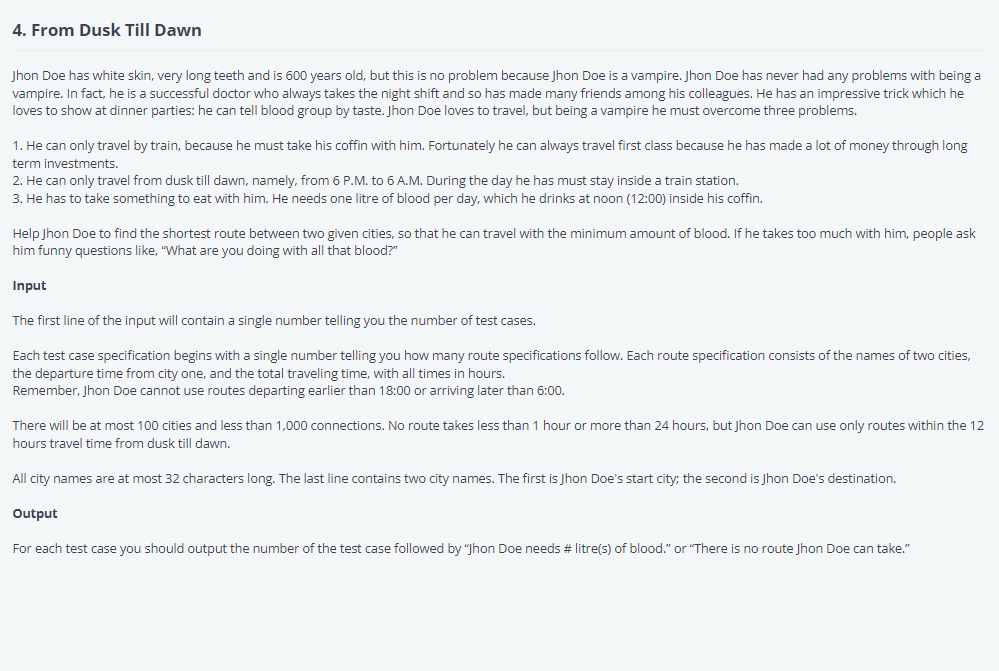 4. From Dusk Till Dawn
Jhon Doe has white skin, very long teeth and is 600 years old, but this is no problem because Jhon Doe is a vampire. Jhon Doe has never had any problems with being a
vampire. In fact, he is a successful doctor who always takes the night shift and so has made many friends among his colleagues. He has an impressive trick which he
loves to show at dinner parties: he can tell blood group by taste. Jhon Doe loves to travel, but being a vampire he must overcome three problems.
1. He can only travel by train, because he must take his coffin with him. Fortunately he can always travel first class because he has made a lot of money through long
term investments.
2. He can only travel from dusk till dawn, namely, from 6 P.M. to 6 A.M. During the day he has must stay inside a train station.
3. He has to take something to eat with him. He needs one litre of blood per day, which he drinks at noon (12:00) inside his coffin.
Help Jhon Doe to find the shortest route between two given cities, so that he can travel with the minimum amount of blood. If he takes too much with him, people ask
him funny questions like, “What are you doing with all that blood?”
Input
The first line of the input will contain a single number telling you the number of test cases.
Each test case specification begins with a single number telling you how many route specifications follow. Each route specification consists of the names of two cities,
the departure time from city one, and the total traveling time, with all times in hours.
Remember, Jhon Doe cannot use routes departing earlier than 18:00 or arriving later than 6:00.
There will be at most 100 cities and less than 1,000 connections. No route takes less than 1 hour or more than 24 hours, but Jhon Doe can use only routes within the 12
hours travel time from dusk till dawn.
All city names are at most 32 characters long. The last line contains two city names. The first is Jhon Doe's start city; the second is Jhon Doe's destination.
Output
For each test case you should output the number of the test case followed by “Jhon Doe needs # litre(s) of blood.” or “There is no route Jhon Doe can take.”